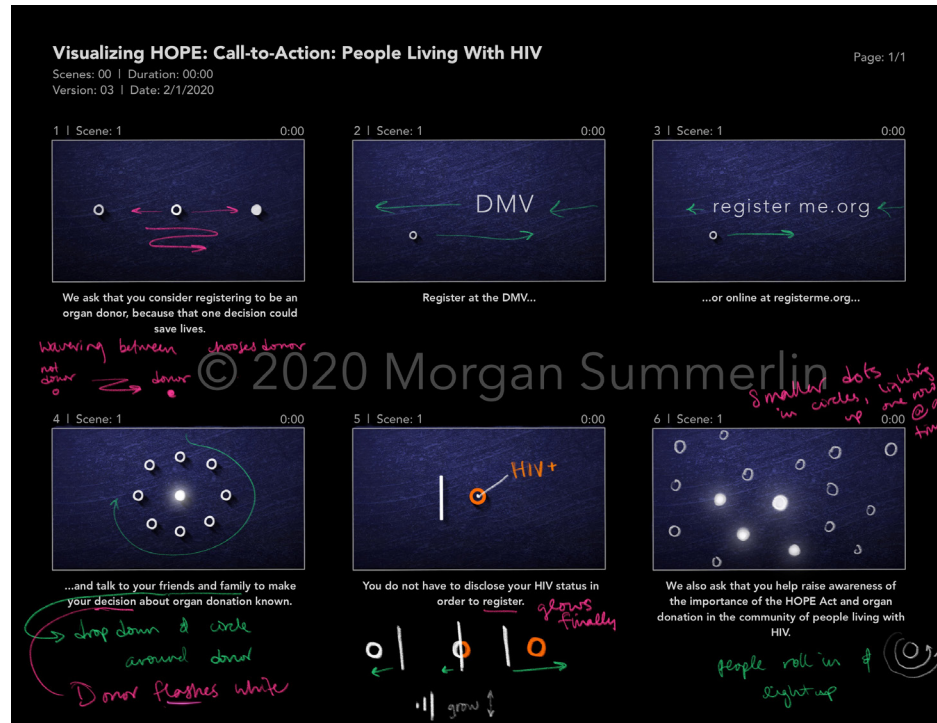 Visualizing HOPE: Call-to-Action: People Living With HIV
Page: 1/1
Scenes: 00 | Duration: 00:00
Version: 03 | Date: 2/1/2020
1 | Scene: 1
0:00
We ask that you consider registering to be an
organ donor, because that one decision could
save lives.
wavering between chooses donor
not
donor
donor
2 | Scene: 1
0:00
DMV
Register at the DMV...
3 | Scene: 1
0:00
register me.org
...or online at registerme.org...
© 2020 Morgan Summerlin
smaller dots
in circles, lighting
up one row
@ a
time
4 | Scene: 1
0:00
...and talk to your friends and family to make
your decision about organ donation known.
drop down & circle
around donor
Donor flashes white
5 | Scene: 1
0:00
HIV+
You do not have to disclose your HIV status in
order to register.
glows
finally
grow
6 | Scene: 1
0:00
We also ask that you help raise awareness of
the importance of the HOPE Act and organ
donation in the community of people living with
HIV.
people roll in &
light up